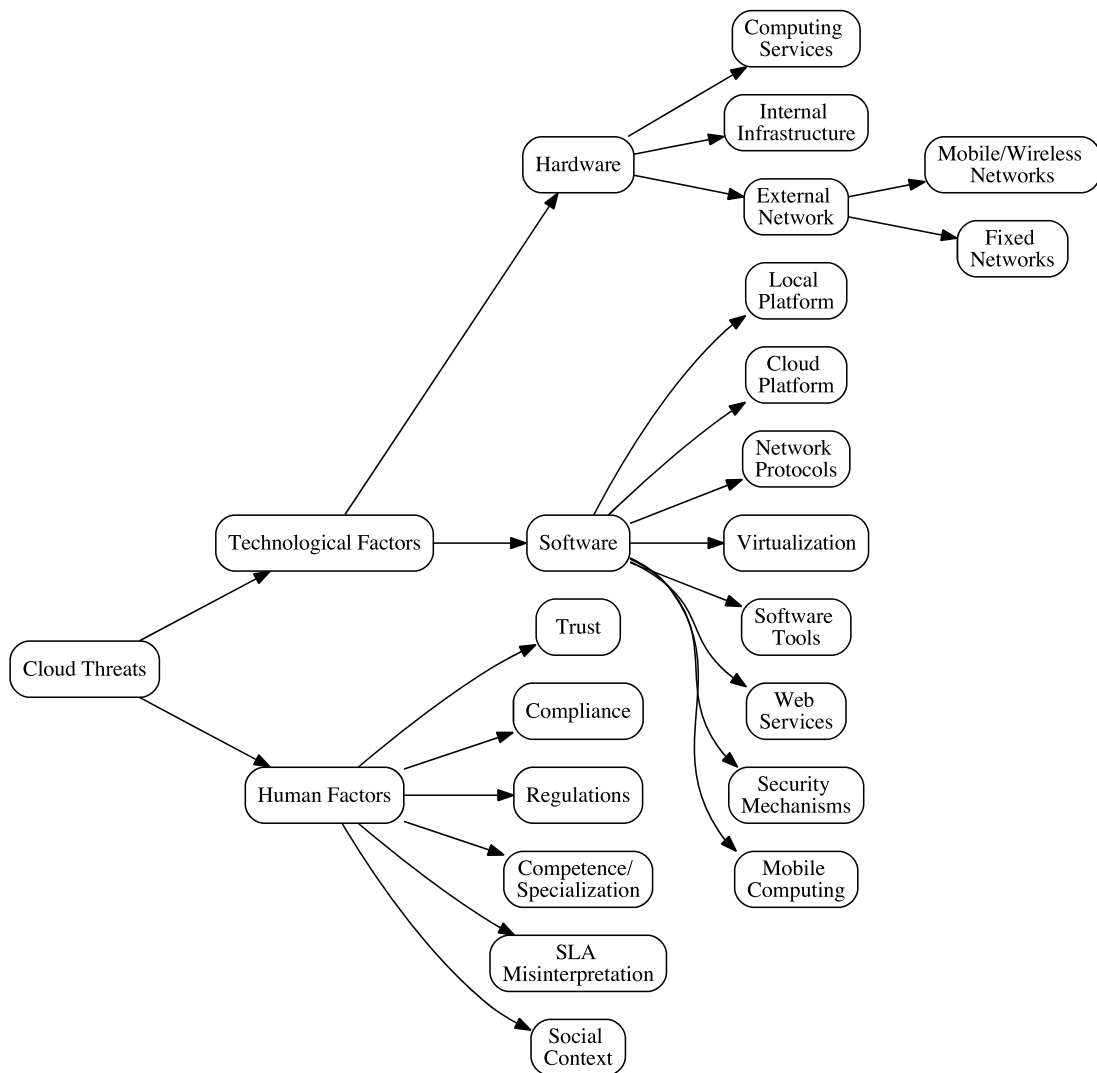 Computing
Services
Internal
Infrastructure
Hardware
Mobile/Wireless
Networks
External
Network
Fixed
Networks
Local
Platform
Cloud
Platform
Network
Protocols
Technological Factors
Software
Virtualization
Trust
Software
Tools
Cloud Threats
Compliance
Web
Services
Human Factors
Regulations
Security
Mechanisms
Competence/
Specialization
Mobile
Computing
SLA
Misinterpretation
Social
Context